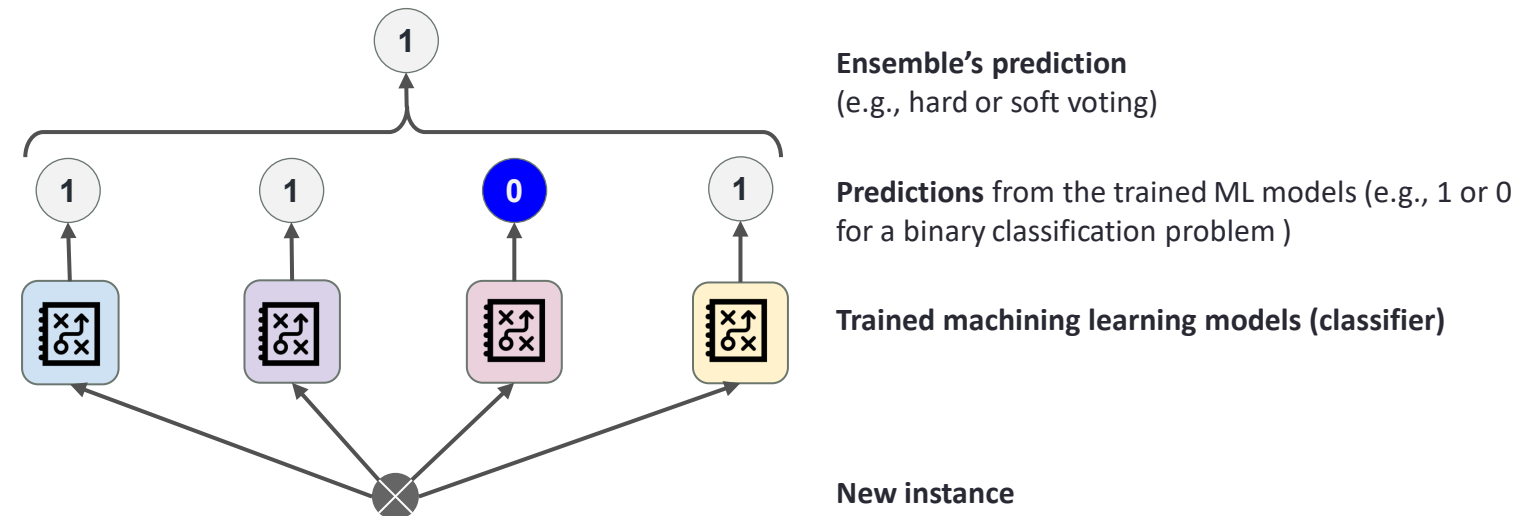 1
Ensemble’s prediction
(e.g., hard or soft voting)
1 1 0 1
Predictions from the trained ML models (e.g., 1 or 0
for a binary classification problem )
Trained machining learning models (classifier)
New instance